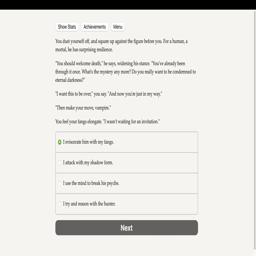 Show Stats Achievements Menu
You dust yourself off, and square up against the figure before you. For a human, a
mortal, he has surprising resilience.
"You should welcome death," he says, widening his stance. "You've already been
through it once. What's the mystery any more? Do you really want to be condemned to
eternal darkness?"
"I want this to be over," you say. "And now you're just in my way."
"Then make your move, vampire."
You feel your fangs elongate. "I wasn't waiting for an invitation."
I eviscerate him with my fangs.
I attack with my shadow form.
I use the mind to break his psyche.
I try and reason with the hunter.
Next